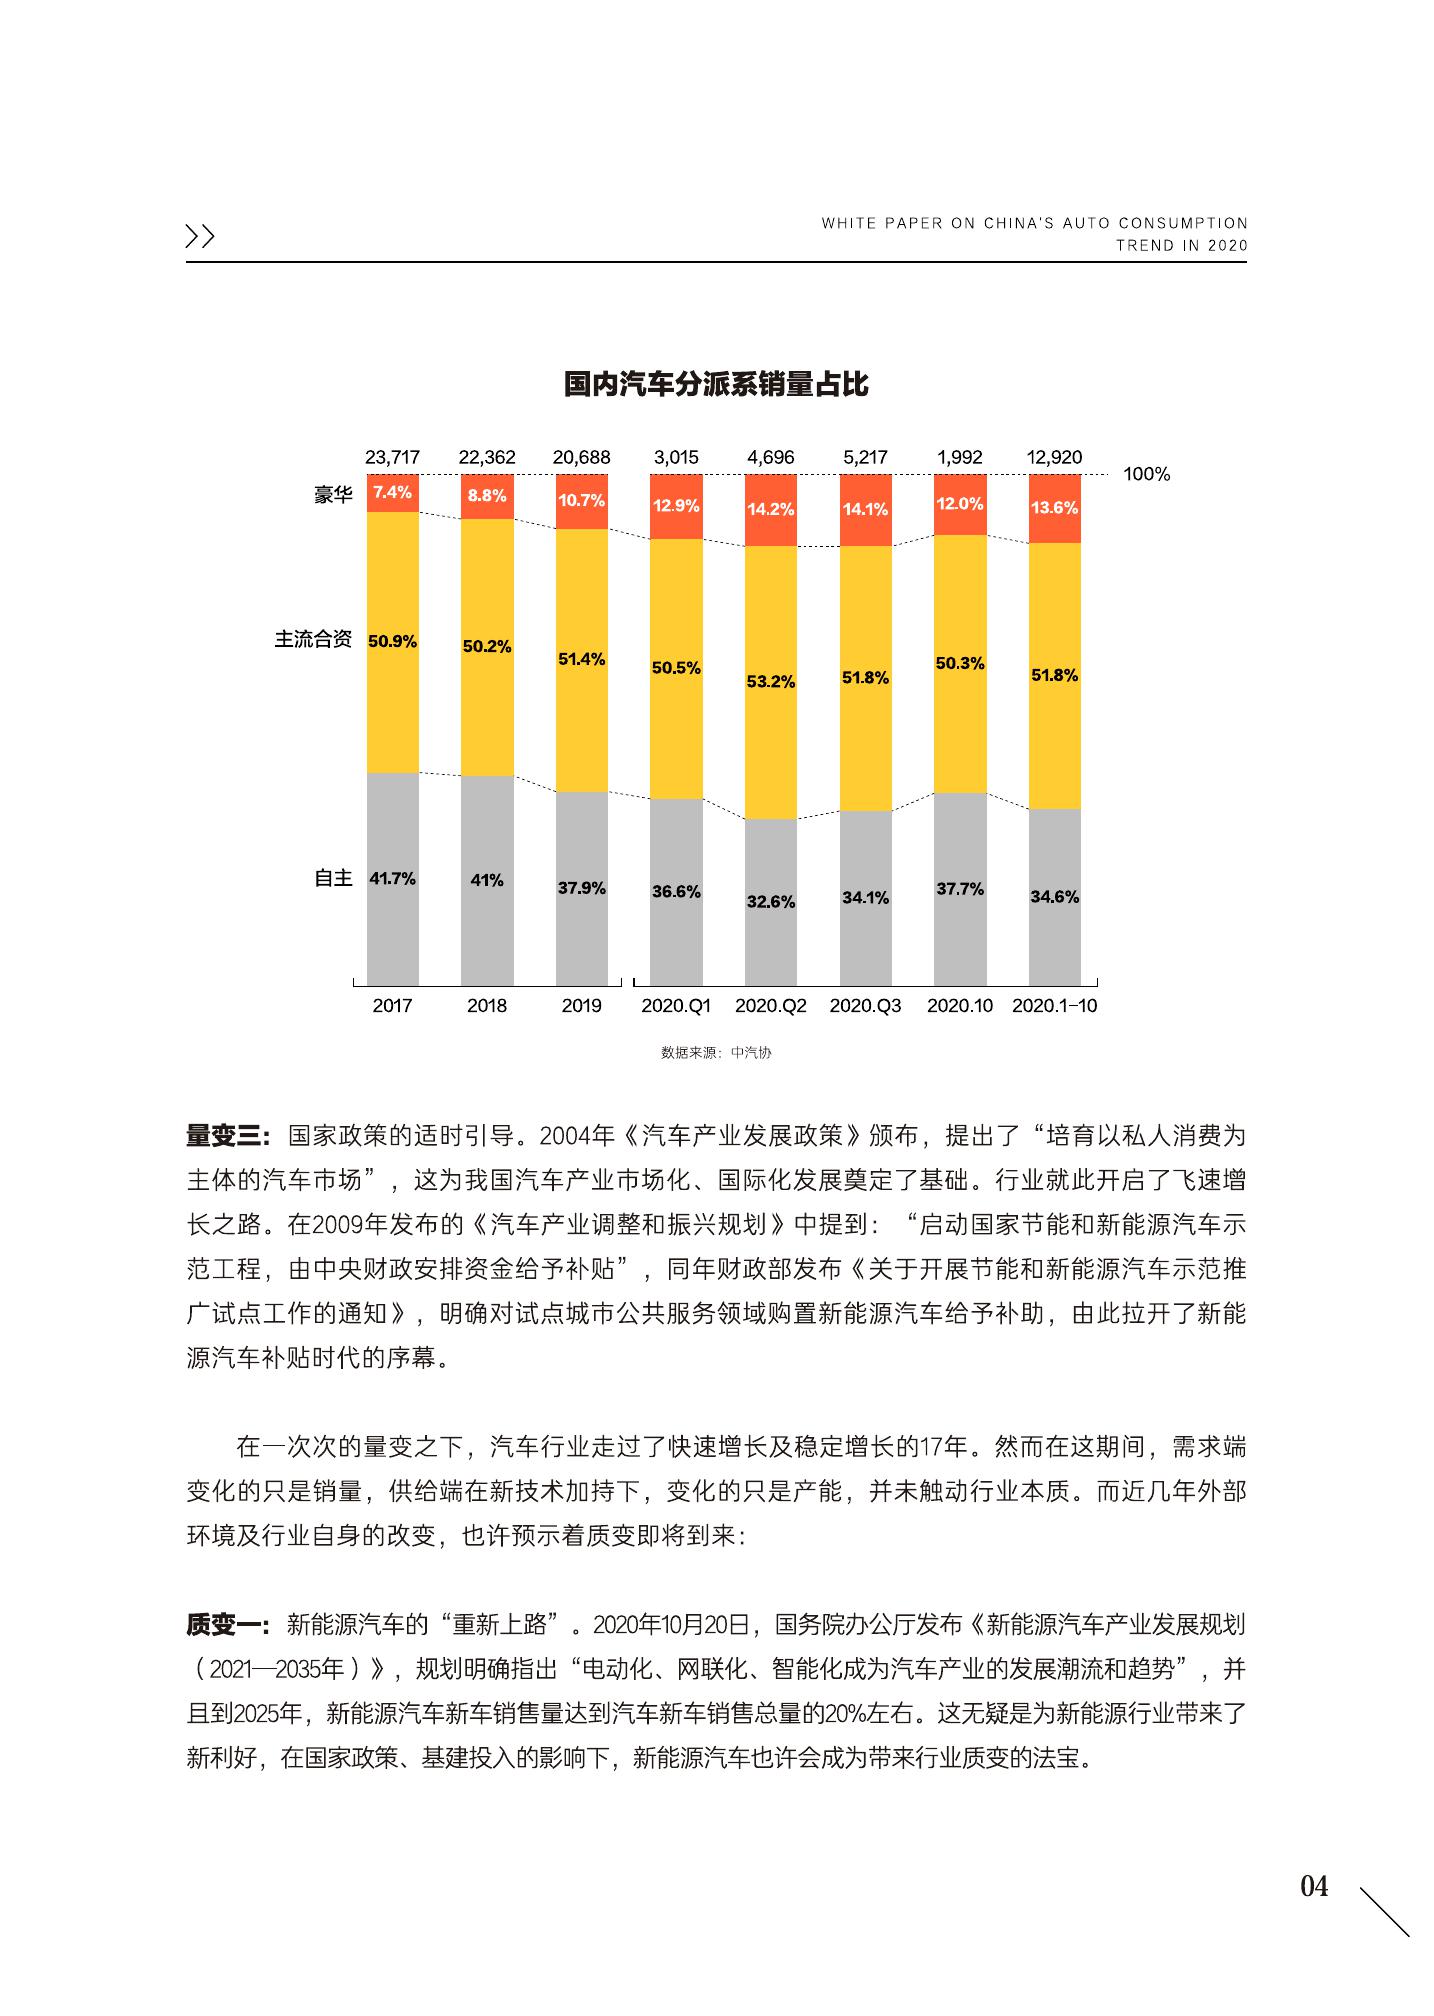 WHITE PAPER ON CHINA'S AUTO CONSUMPTION
TREND IN 2020
国内汽车分派系销量占比
23,717 22,362 20,688 3,015 4,696 5,217 1,992 12,920
100%
豪华 7.4% 8.8% 10.7% 12.9% 14.2% 14.1% 12.0% 13.6%
主流合资 50.9% 50.2% 51.4% 50.5% 53.2% 51.8% 50.3% 51.8%
自主 41.7% 41% 37.9% 36.6% 32.6% 34.1% 37.7% 34.6%
2017 2018 2019 2020.Q1 2020.Q2 2020.Q3 2020.10 2020.1-10
数据来源：中汽协
量变三：国家政策的适时引导。2004年《汽车产业发展政策》颁布，提出了“培育以私人消费为
主体的汽车市场”，这为我国汽车产业市场化、国际化发展奠定了基础。行业就此开启了飞速增
长之路。在2009年发布的《汽车产业调整和振兴规划》中提到：“启动国家节能和新能源汽车示
范工程，由中央财政安排资金给予补贴”，同年财政部发布《关于开展节能和新能源汽车示范推
广试点工作的通知》，明确对试点城市公共服务领域购置新能源汽车给予补助，由此拉开了新能
源汽车补贴时代的序幕。
在一次次的量变之下，汽车行业走过了快速增长及稳定增长的17年。然而在这期间，需求端
变化的只是销量，供给端在新技术加持下，变化的只是产能，并未触动行业本质。而近几年外部
环境及行业自身的改变，也许预示着质变即将到来：
质变一：新能源汽车的“重新上路”。2020年10月20日，国务院办公厅发布《新能源汽车产业发展规划
（2021—2035年）》，规划明确指出“电动化、网联化、智能化成为汽车产业的发展潮流和趋势”，并
且到2025年，新能源汽车新车销售量达到汽车新车销售总量的20%左右。这无疑是为新能源行业带来了
新利好，在国家政策、基建投入的影响下，新能源汽车也许会成为带来行业质变的法宝。
04